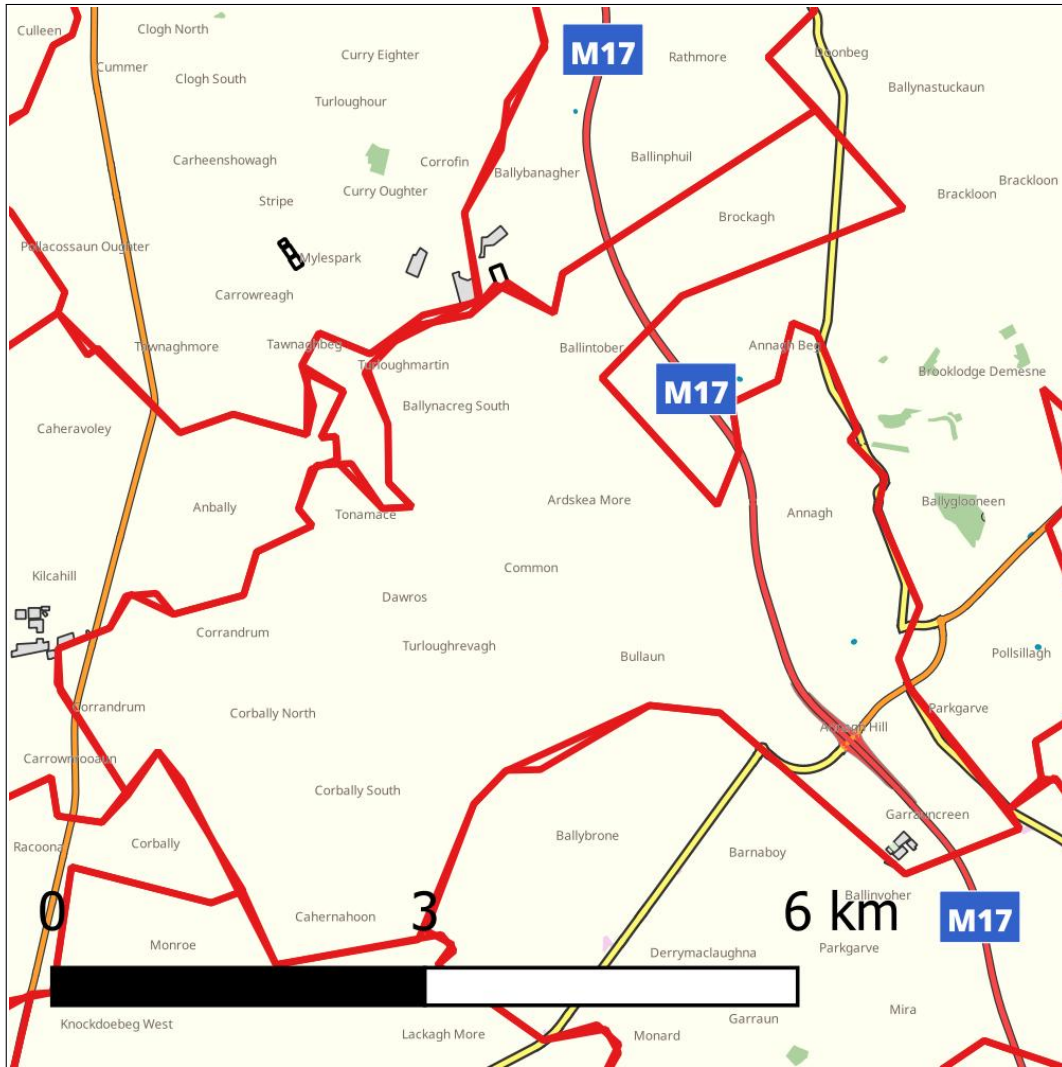 Culleen
Clogh North
M17
Curry Eighter
Rathmore
Doonbeg
Cummer
Clogh South
Ballynastuckaun
Turloughour
Carheenshowagh
Corrofin
Ballybanagher
Ballinphuil
Curry Oughter
Brackloon
Brackloon
Stripe
Brockagh
Pollacossaun Oughter
Mylespark
Carrowreagh
Tawnaghmore
Tawnaghbeg
Ballintober
Annagh Beg
Turloughmartin
Brooklodge Demesne
M17
Ballynacreg South
Caheravoley
Ardskea More
Ballyglooneen
Anbally
Tonamace
Annagh
Common
Kilcahill
Dawros
Corrandrum
Turloughrevagh
Bullaun
Pollsillagh
Corrandrum
Corbally North
Parkgarve
Annagh Hill
Carrowmooaun
Corbally South
Garrauncreen
Ballybrone
Racoona
Corbally
Barnaboy
Ballinvoher
0 3 6 km
Cahernahoon
M17
Monroe
Derrymaclaughna
Parkgarve
Mira
Knockdoebeg West
Garraun
Lackagh More
Monard